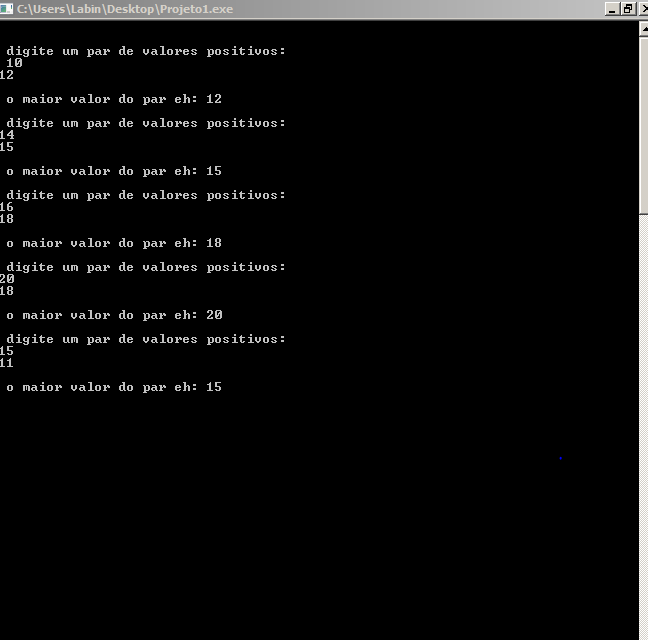 C:\Users\Labin\Desktop\Projeto1.exe
digite um par de valores positivos:
10
12
o maior valor do par eh: 12
digite um par de valores positivos:
14
15
o maior valor do par eh: 15
digite um par de valores positivos:
16
18
o maior valor do par eh: 18
digite um par de valores positivos:
20
18
o maior valor do par eh: 20
digite um par de valores positivos:
15
11
o maior valor do par eh: 15